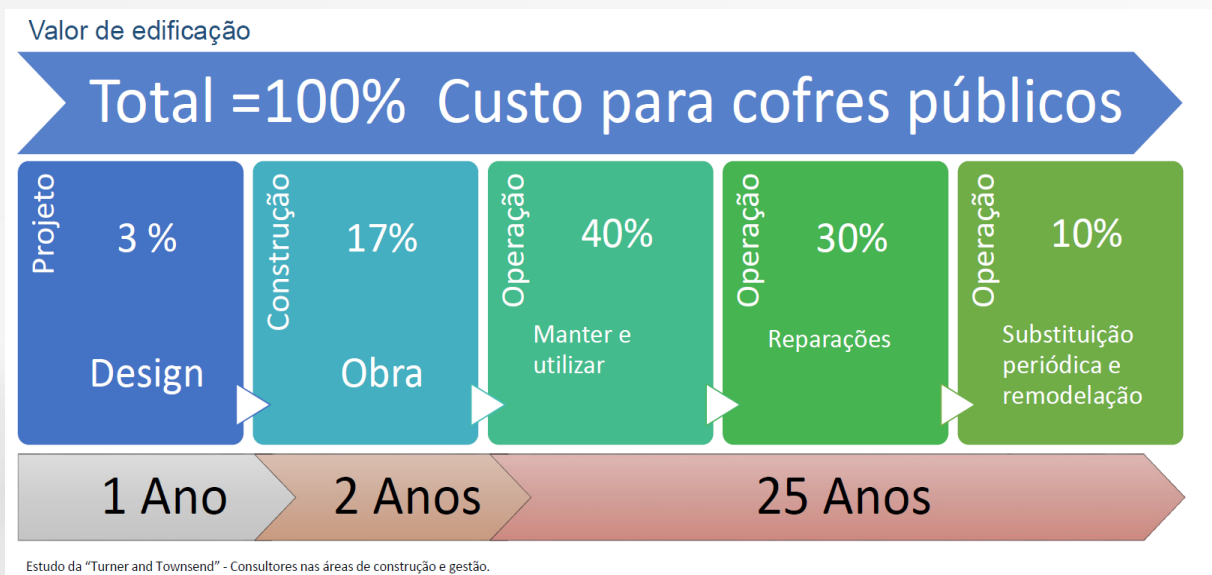 Valor de edificação
Total =100% Custo para cofres públicos
Projeto
3 %
Design
Construção
17%
Obra
Operação
40%
Manter e
utilizar
Operação
30%
Reparações
Operação
10%
Substituição
periódica e
remodelação
1 Ano
2 Anos
25 Anos
Estudo da “Turner and Townsend” - Consultores nas áreas de construção e gestão.